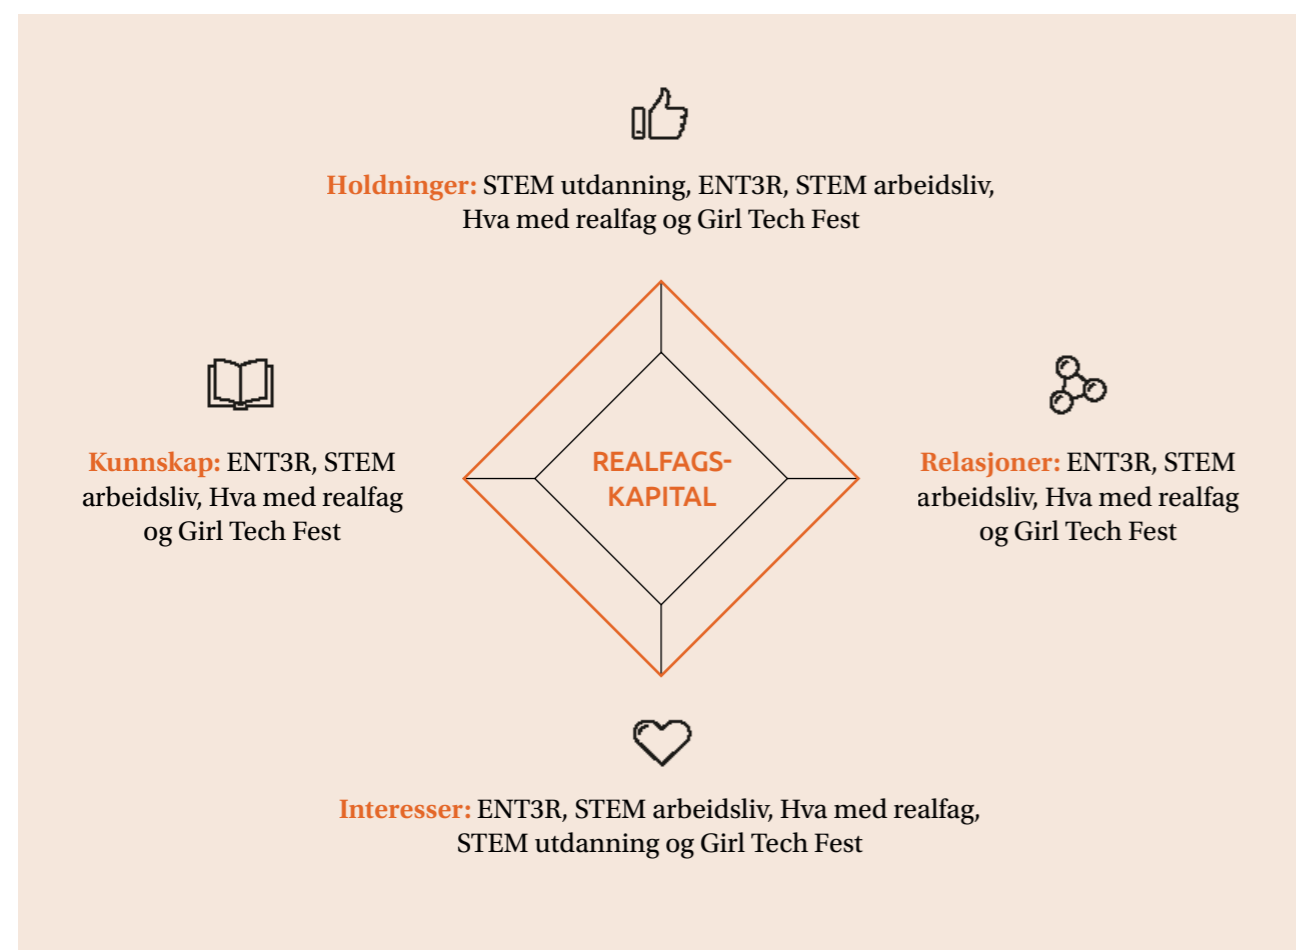 Holdninger: STEM utdanning, ENT3R, STEM arbeidsliv,
Hva med realfag og Girl Tech Fest
Kunnskap: ENT3R, STEM
arbeidsliv, Hva med realfag
og Girl Tech Fest
REALFAGS-
KAPITAL
Relasjoner: ENT3R, STEM
arbeidsliv, Hva med realfag
og Girl Tech Fest
Interesser: ENT3R, STEM arbeidsliv, Hva med realfag,
STEM utdanning og Girl Tech Fest